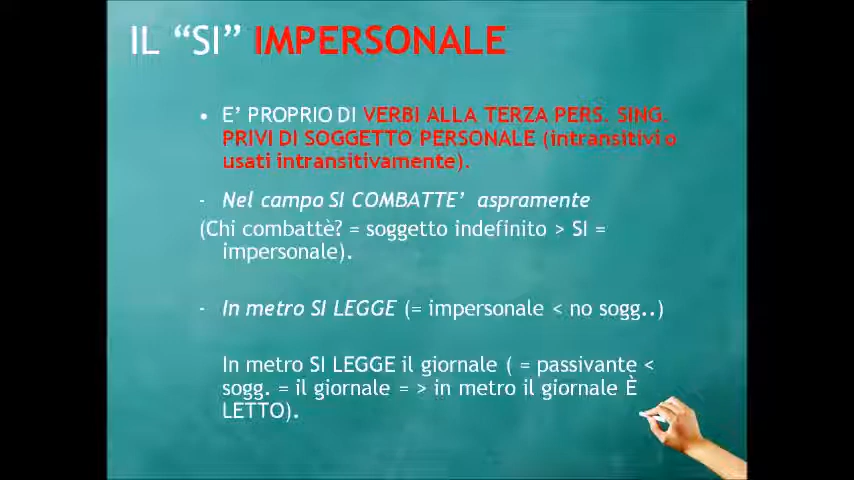 IL “SI” IMPERSONALE
• E’ PROPRIO DI VERBI ALLA TERZA PERS. SING.
PRIVI DI SOGGETTO PERSONALE (intransitivi o
usati intransitivamente).
- Nel campo SI COMBATTE’ aspramente
(Chi combattè? = soggetto indefinito > SI =
impersonale).
- In metro SI LEGGE (= impersonale < no sogg..)
In metro SI LEGGE il giornale ( = passivante <
sogg. = il giornale = > in metro il giornale È
LETTO).